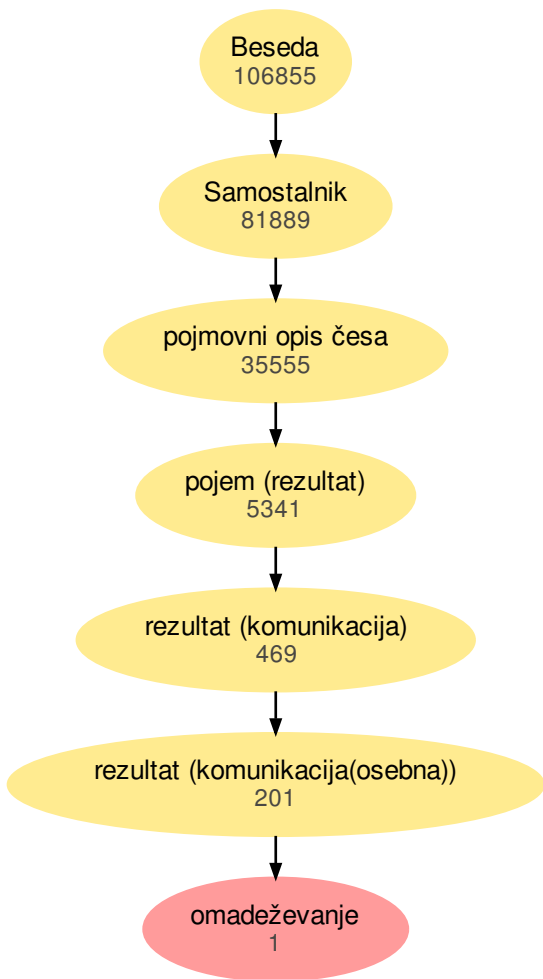 Beseda
106855
Samostalnik
81889
pojmovni opis česa
35555
pojem (rezultat)
5341
rezultat (komunikacija)
469
rezultat (komunikacija(osebna))
201
omadeževanje
1